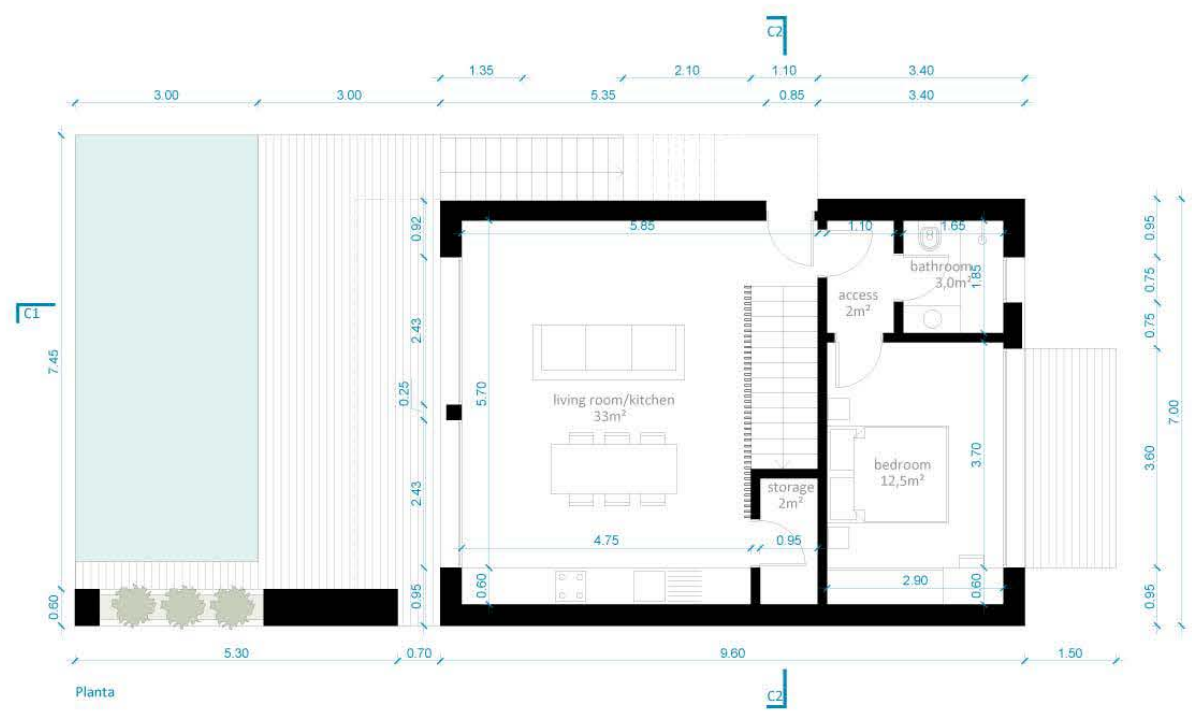 C2
1.35
2.10
1.10
3.40
3.00
3.00
5.35
0.85
3.40
0.92
5.85
1.10
1.65
0.95
bathroom
3,0m²
1.85
0.75
access
2m²
C1
2.43
0.75
7.45
0.25
5.70
living room/kitchen
33m²
7.00
3.60
3.70
bedroom
12,5m²
2.43
storage
2m²
4.75
0.95
0.60
0.95
0.60
2.90
0.60
0.95
5.30
0.70
9.60
1.50
Planta
C2